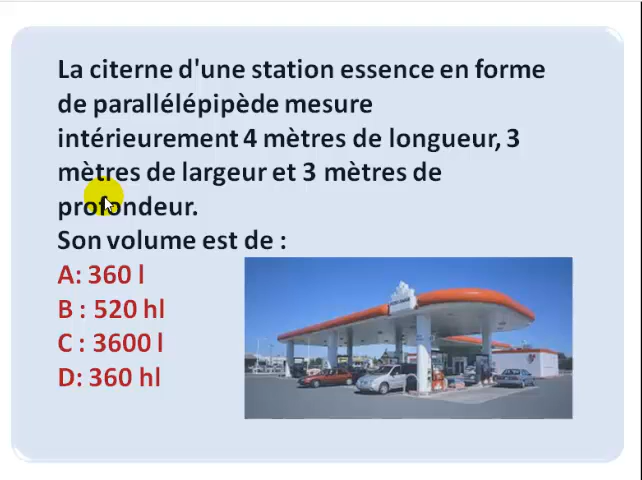 La citerne d'une station essence en forme
de parallélépipède mesure
intérieurement 4 mètres de longueur, 3
mètres de largeur et 3 mètres de
profondeur.
Son volume est de :
A: 360 l
B : 520 hl
C : 3600 l
D: 360 hl